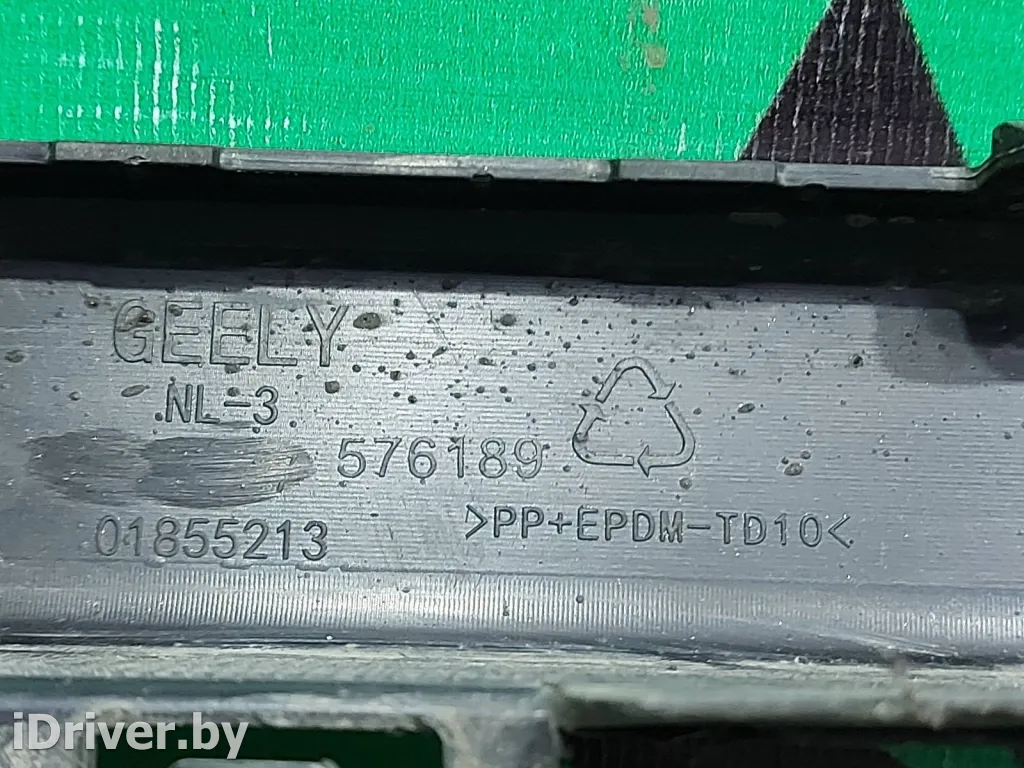 GEELY
NL-3
576189
01855213
>PP+EPDM-TD10<
iDriver.by